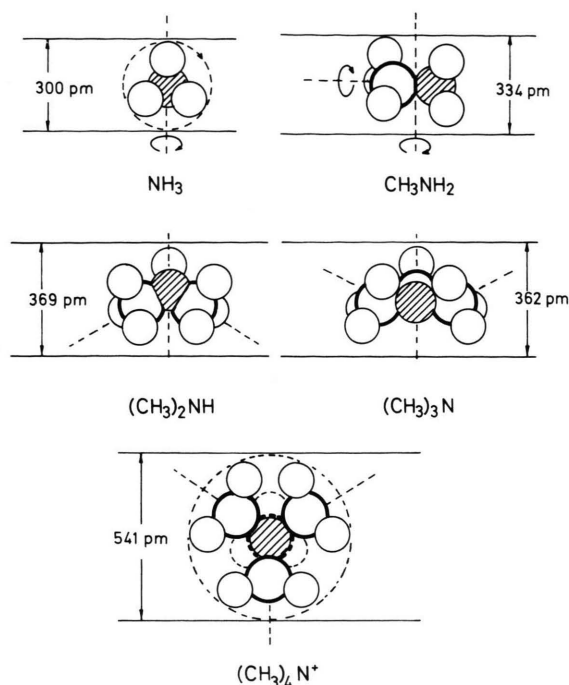 300 pm
334 pm
NH₃
CH₃NH₂
369 pm
362 pm
(CH₃)₂NH
(CH₃)₃N
541 pm
(CH₃)₄N⁺